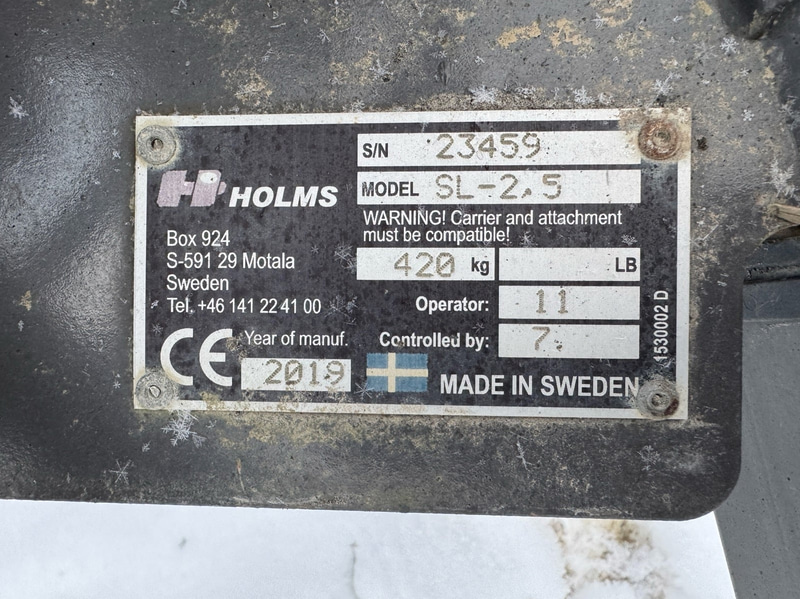 HOLMS
Box 924
S-591 29 Motala
Sweden
Tel. +46 141 22 41 00
CE
Year of manuf.
2019
S/N 23459
MODEL SL-2.5
WARNING! Carrier and attachment
must be compatible!
420 kg LB
Operator: 11
Controlled by: 7
MADE IN SWEDEN
1530002 D